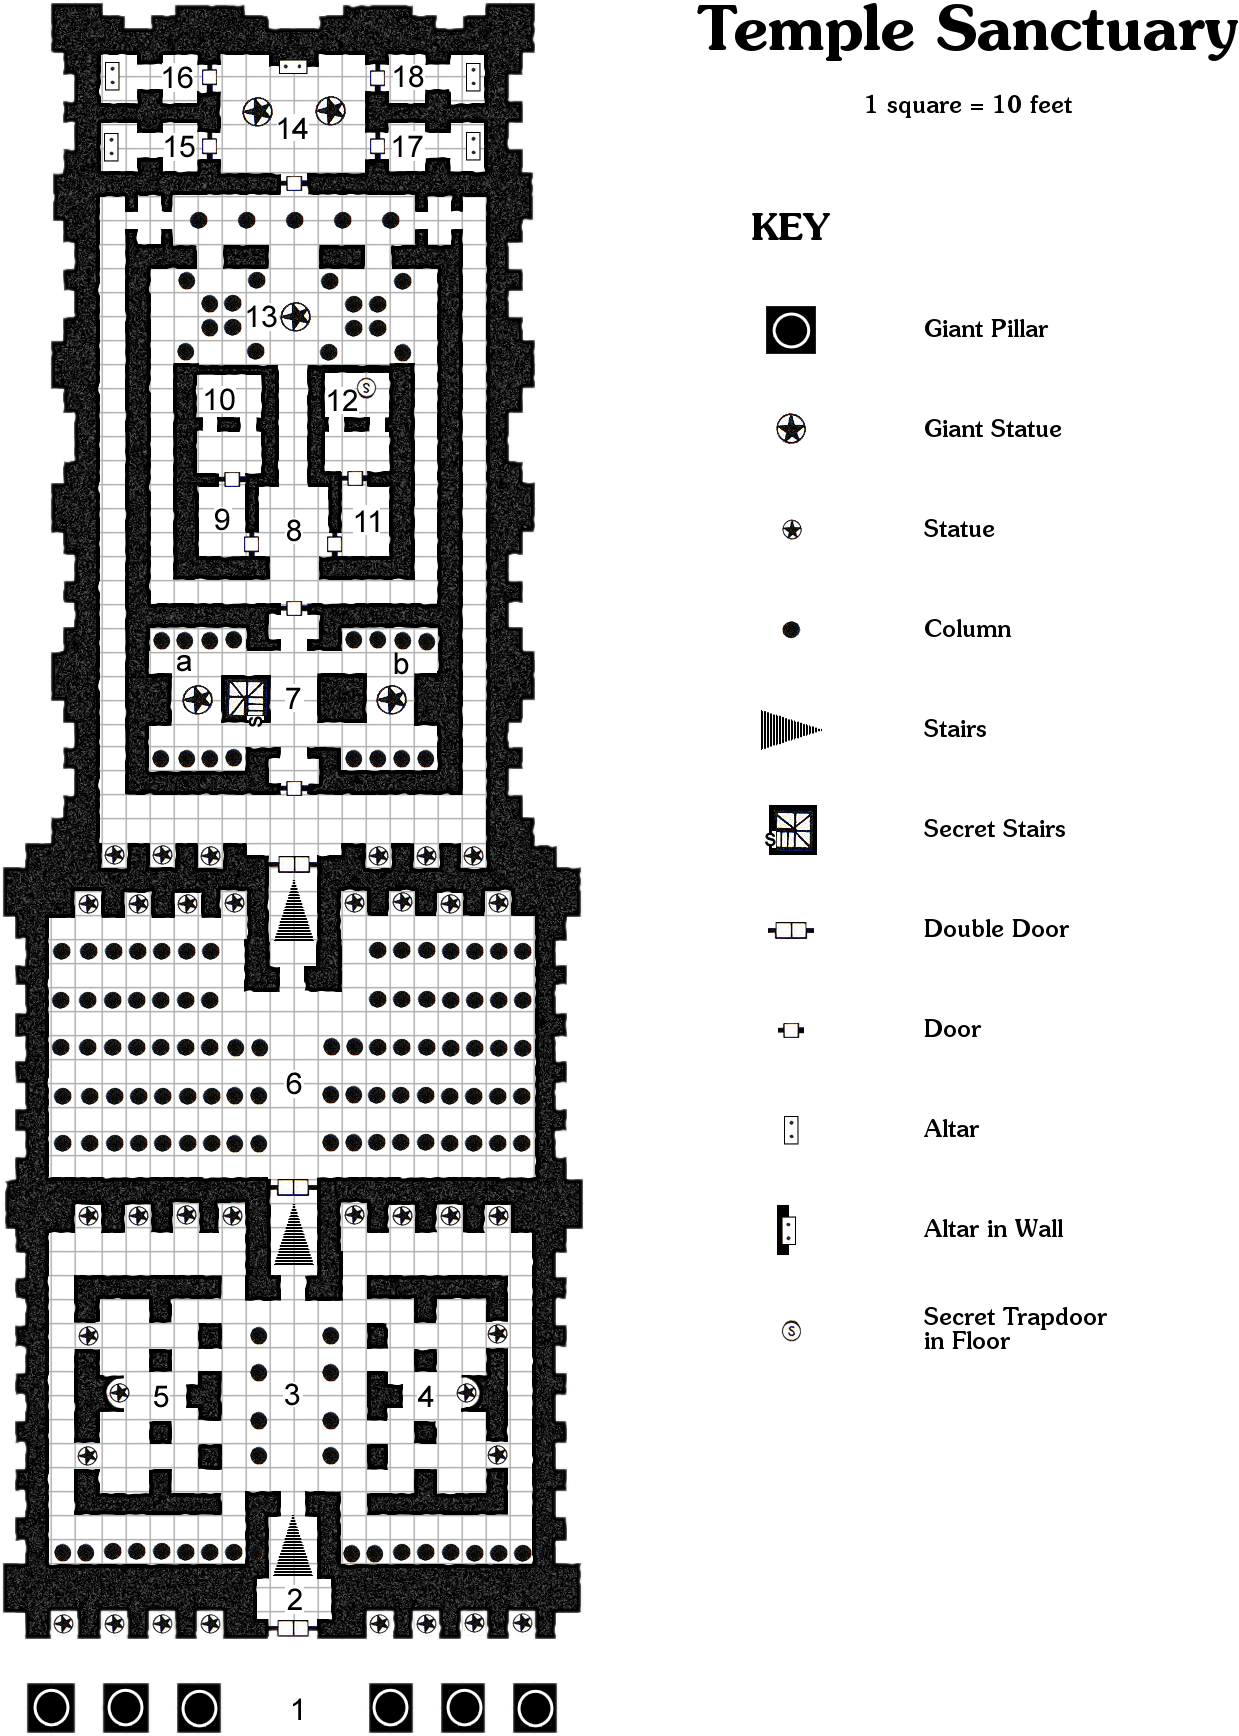 Temple Sanctuary
1 square = 10 feet
KEY
Giant Pillar
Giant Statue
Statue
Column
Stairs
S
Secret Stairs
Double Door
Door
Altar
Altar in Wall
S
Secret Trapdoor
in Floor
16
18
14
15
17
13
10
12
S
9
8
11
a
b
7
S
6
5
3
4
2
1